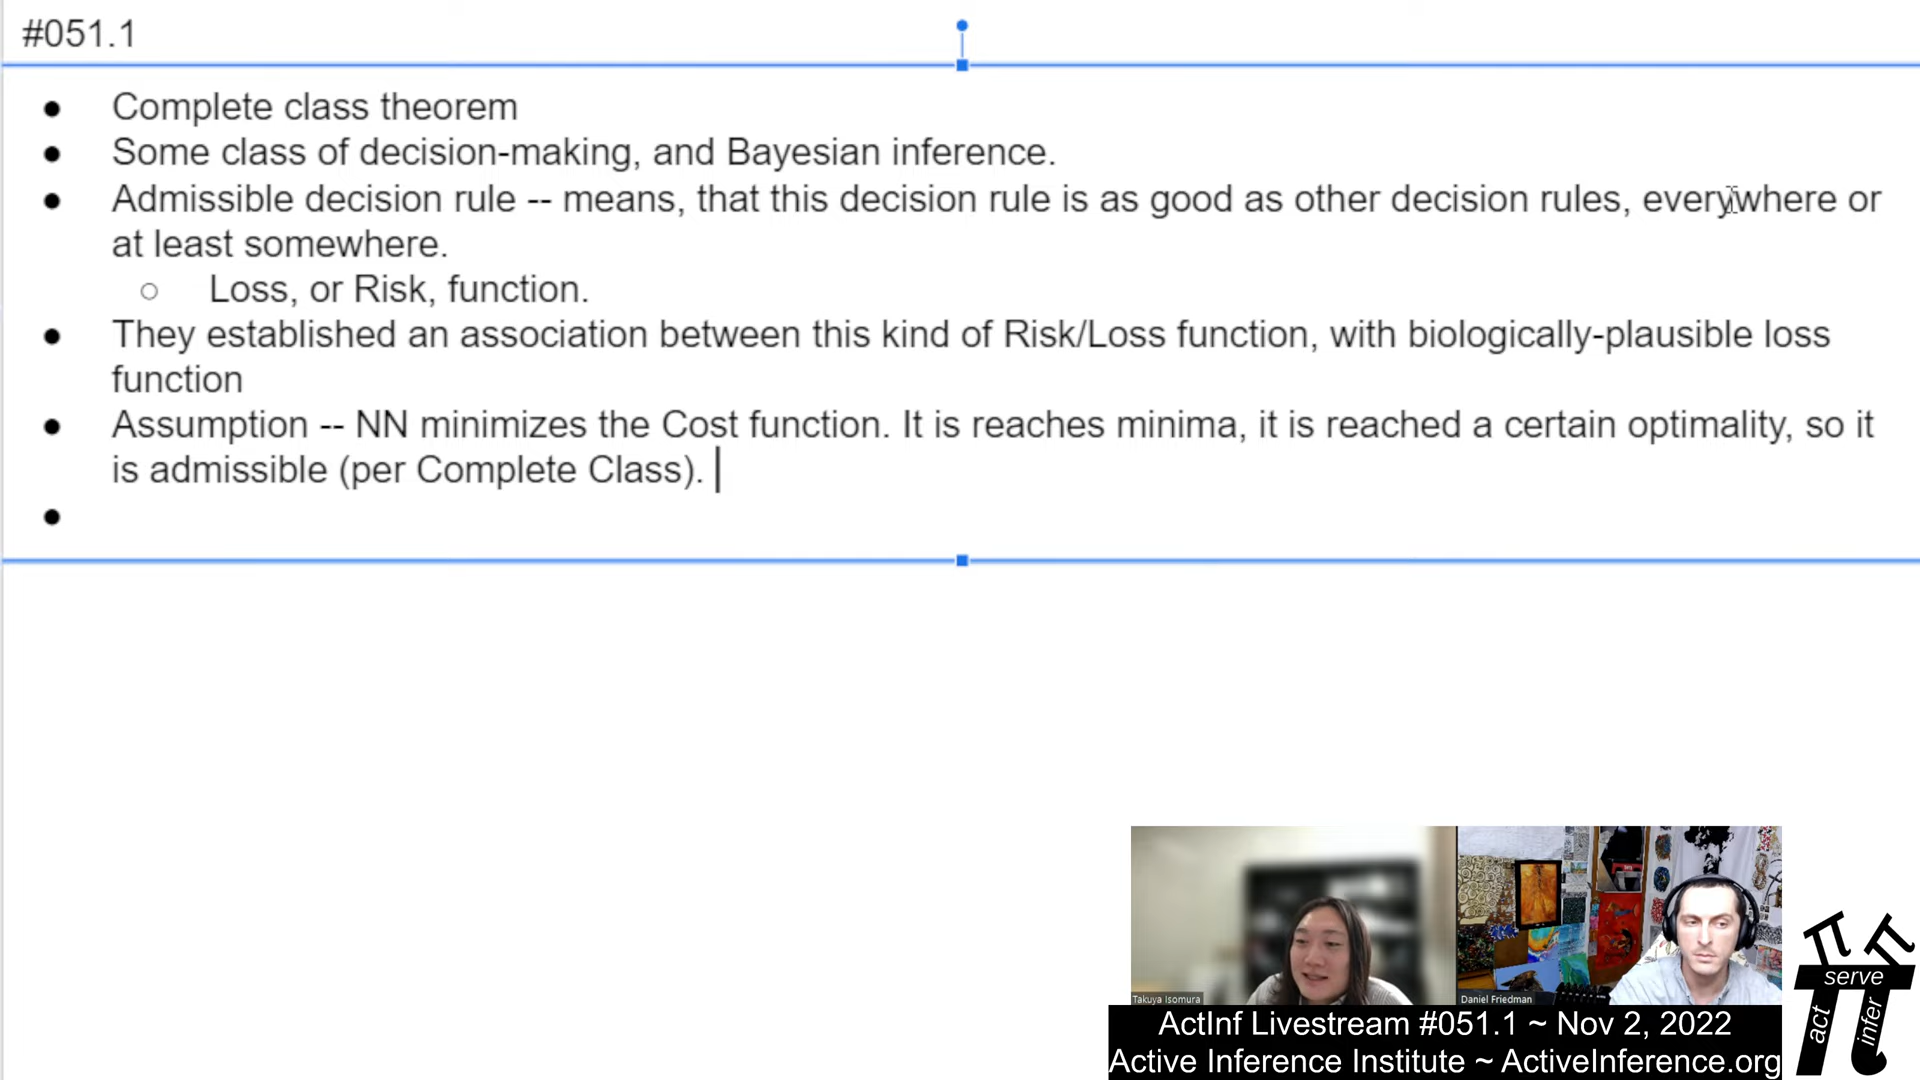 #051.1
● Complete class theorem
● Some class of decision-making, and Bayesian inference.
● Admissible decision rule -- means, that this decision rule is as good as other decision rules, everywhere or
at least somewhere.
○ Loss, or Risk, function.
● They established an association between this kind of Risk/Loss function, with biologically-plausible loss
function
● Assumption -- NN minimizes the Cost function. It is reaches minima, it is reached a certain optimality, so it
is admissible (per Complete Class).
●
Takuya Isomura
Daniel Friedman
ActInf Livestream #051.1 ~ Nov 2, 2022
Active Inference Institute ~ ActiveInference.org
serve
act
infer